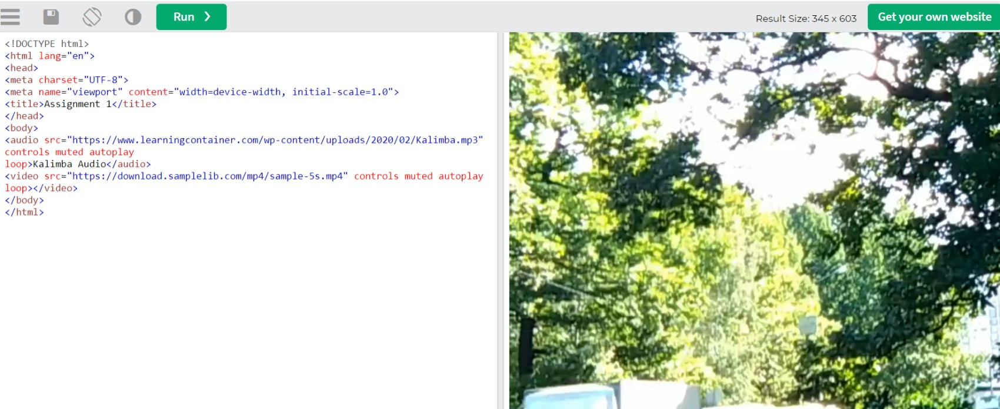 Run ❯
Result Size: 345 x 603
Get your own website
<!DOCTYPE html>
<html lang="en">
<head>
<meta charset="UTF-8">
<meta name="viewport" content="width=device-width, initial-scale=1.0">
<title>Assignment 1</title>
</head>
<body>
<audio src="https://www.learningcontainer.com/wp-content/uploads/2020/02/Kalimba.mp3"
controls muted autoplay
loop>Kalimba Audio</audio>
<video src="https://download.samplelib.com/mp4/sample-5s.mp4" controls muted autoplay
loop></video>
</body>
</html>